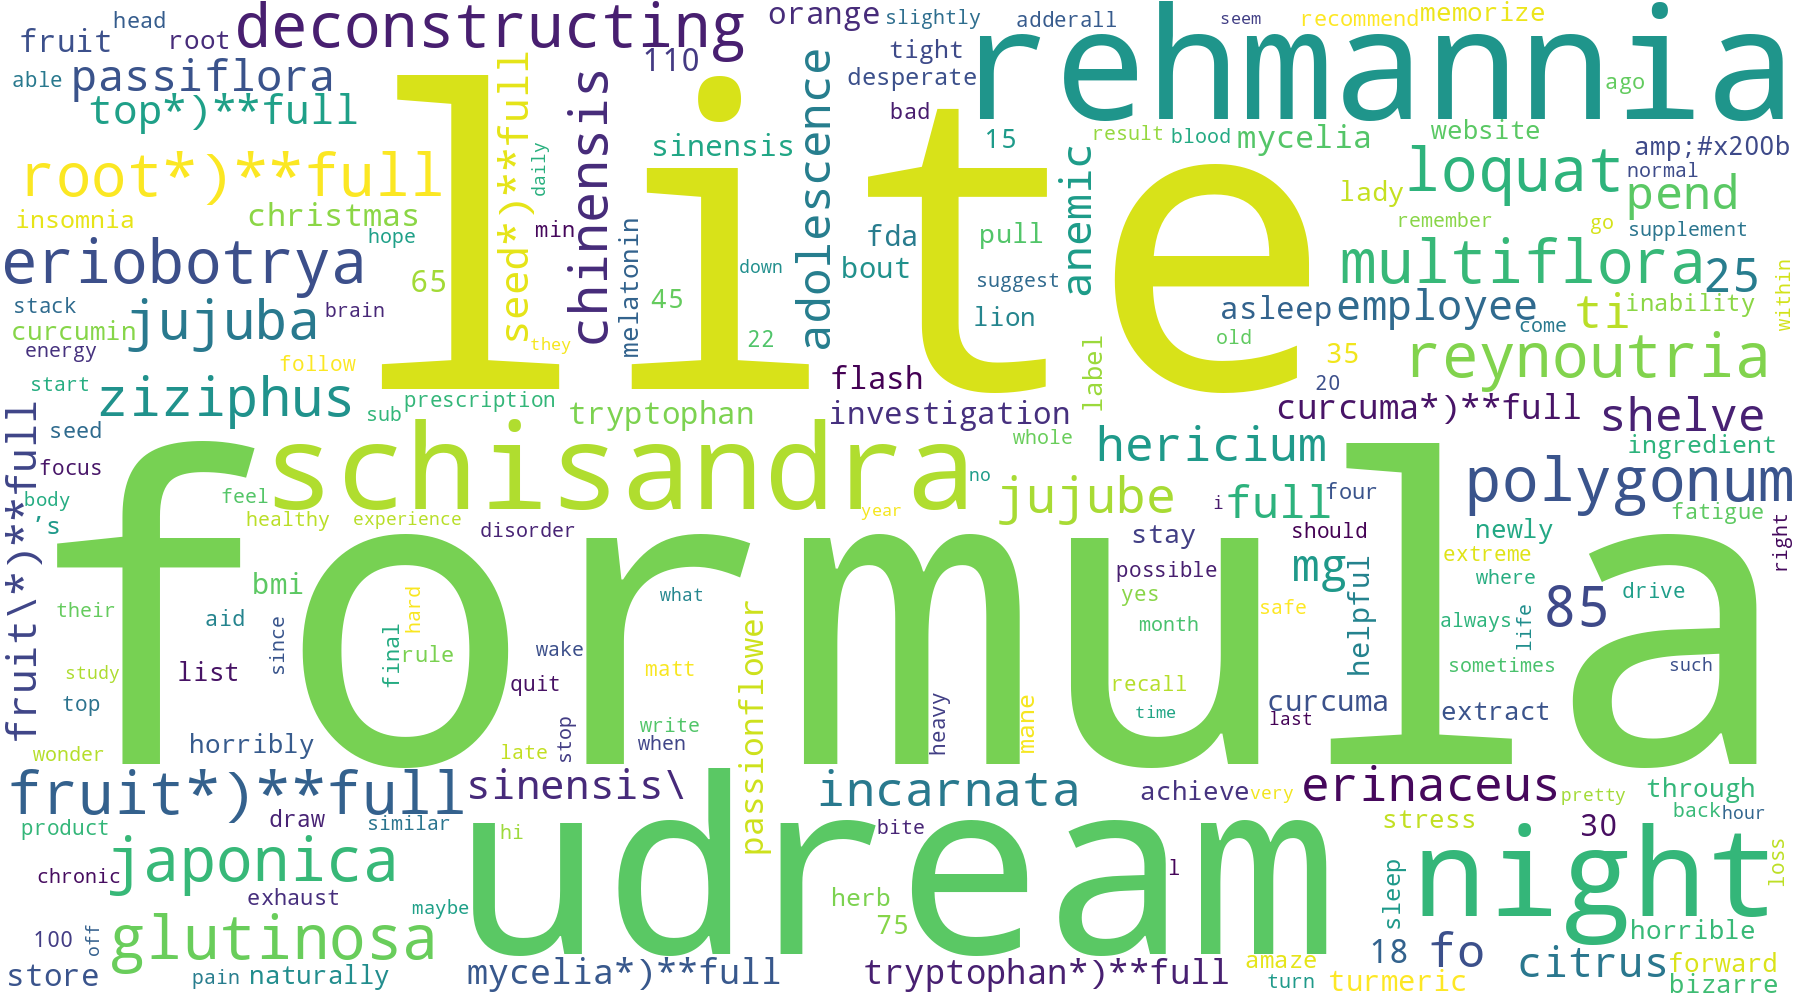 fruit head root deconstructing orange slightly adderall seem recommend memorize rehmannia
able passiflora 110 tight desperate ago
top*)**full seed*)**full chinensis adolescence bad
lite
root*)**full daily sinensis 15 result blood mycelia website amp;#x200b
anemic loquat normal
insomnia christmas hope min melatonin fda pull lady pend
remember go supplement
eriobotrya 65 down bout suggest multiflora 25 within
stack jujuba brain 45 lion asleep employee ti inability
curcumin 22 come
energy follow they old 35 reynoutria
start ziziphus sub prescription flash label 20
tryptophan investigation curcuma*)**full shelve
fruit\*)**full seed schisandra whole hericium ingredient
focus no polygonum
body feel jujube i full four
’s healthy experience year fatigue
disorder stay should newly right
formula
bmi possible mg extreme
their hard what yes where
aid since passionflower safe helpful 85 drive
final rule wake month always life
study list matt sometimes such
top quit recall curcuma
horribly stop write heavy mane time last extract
wonder late when
fruit*)**full sinensis\ incarnata achieve very erinaceus pretty through
product draw similar hi udream bite stress 30 back hour
japonica night loss
chronic exhaust l sleep
maybe herb
100 off glutinosa 75 horrible
store pain naturally mycelia*)**full tryptophan*)**full amaze 18 fo citrus forward
turn turmeric bizarre